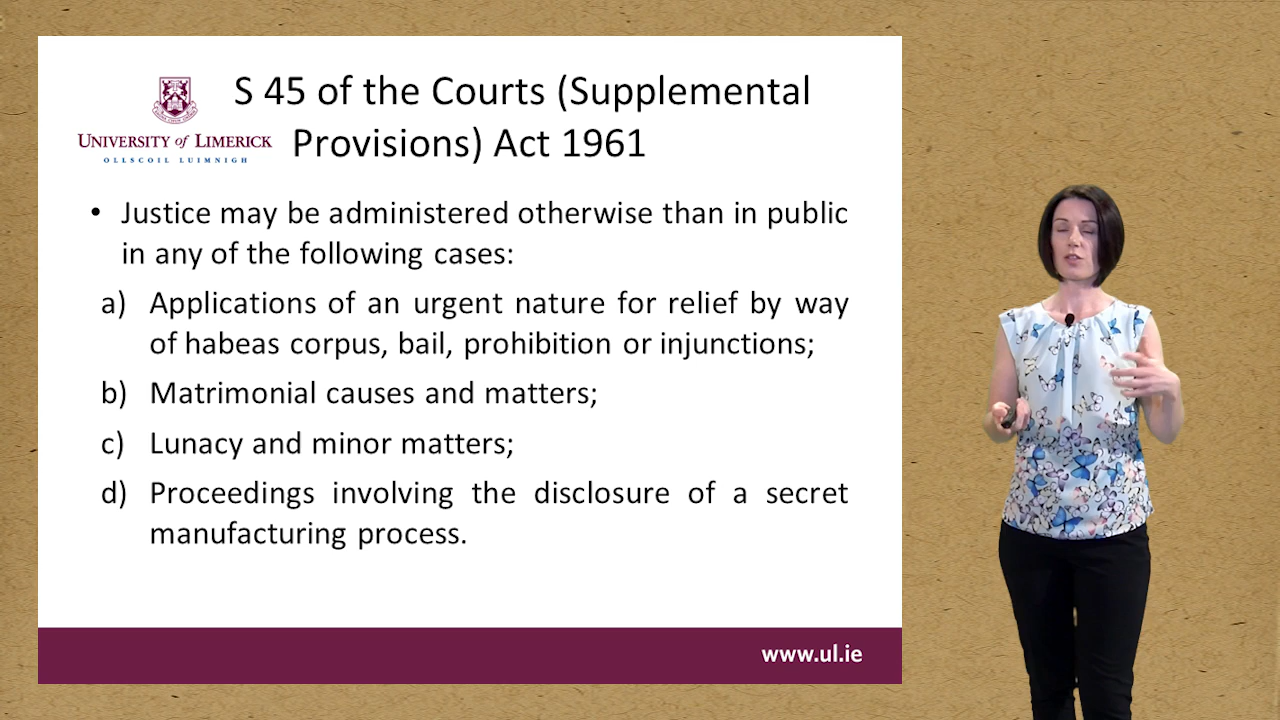 S 45 of the Courts (Supplemental
UNIVERSITY of LIMERICK
OLLSCOIL LUIMNIGH
Provisions) Act 1961
• Justice may be administered otherwise than in public
in any of the following cases:
a) Applications of an urgent nature for relief by way
of habeas corpus, bail, prohibition or injunctions;
b) Matrimonial causes and matters;
c) Lunacy and minor matters;
d) Proceedings involving the disclosure of a secret
manufacturing process.
www.ul.ie